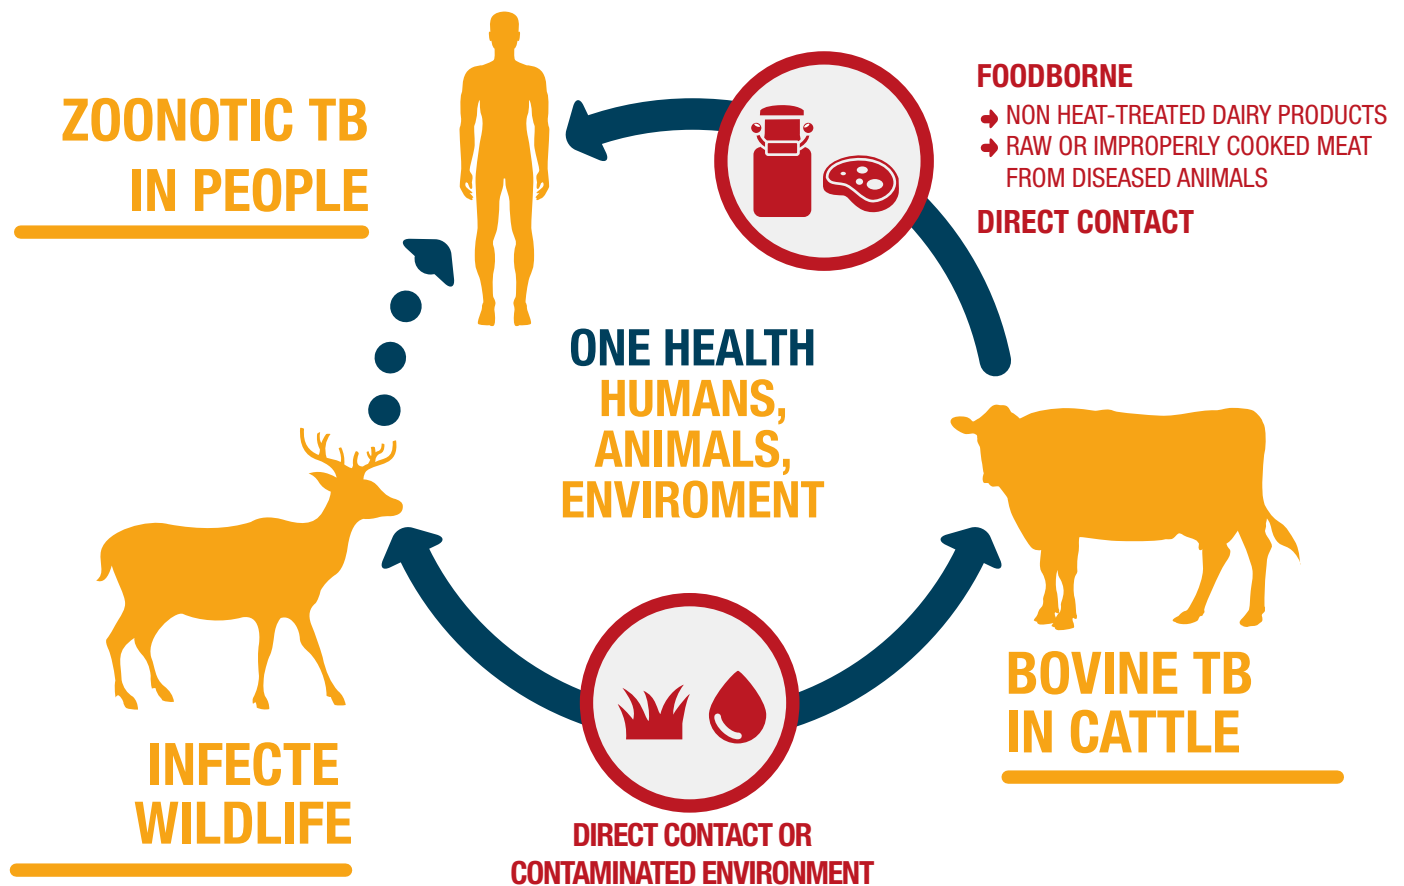 ZOONOTIC TB
IN PEOPLE
FOODBORNE
NON HEAT-TREATED DAIRY PRODUCTS
RAW OR IMPROPERLY COOKED MEAT
FROM DISEASED ANIMALS
DIRECT CONTACT
ONE HEALTH
HUMANS,
ANIMALS,
ENVIROMENT
BOVINE TB
IN CATTLE
INFECTE
WILDLIFE
DIRECT CONTACT OR
CONTAMINATED ENVIRONMENT